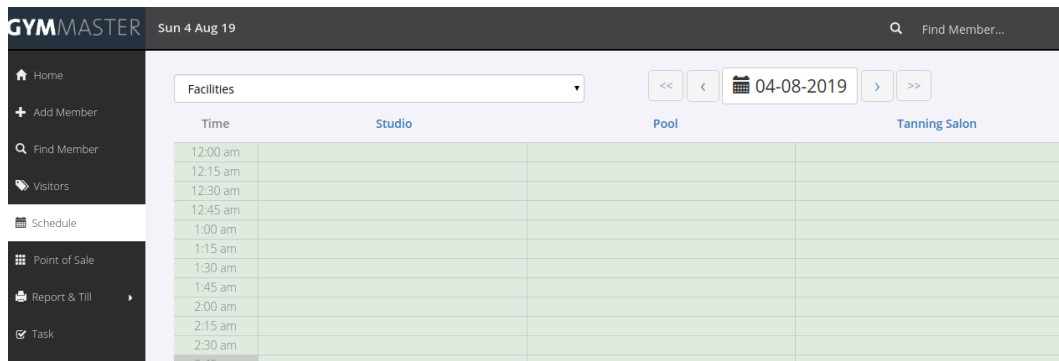 GYMMASTER
Sun 4 Aug 19
Find Member...
Home
Add Member
Find Member
Visitors
Schedule
Point of Sale
Report & Till
Task
Facilities
<< ‹ 04-08-2019 › >>
Time Studio Pool Tanning Salon
12:00 am
12:15 am
12:30 am
12:45 am
1:00 am
1:15 am
1:30 am
1:45 am
2:00 am
2:15 am
2:30 am